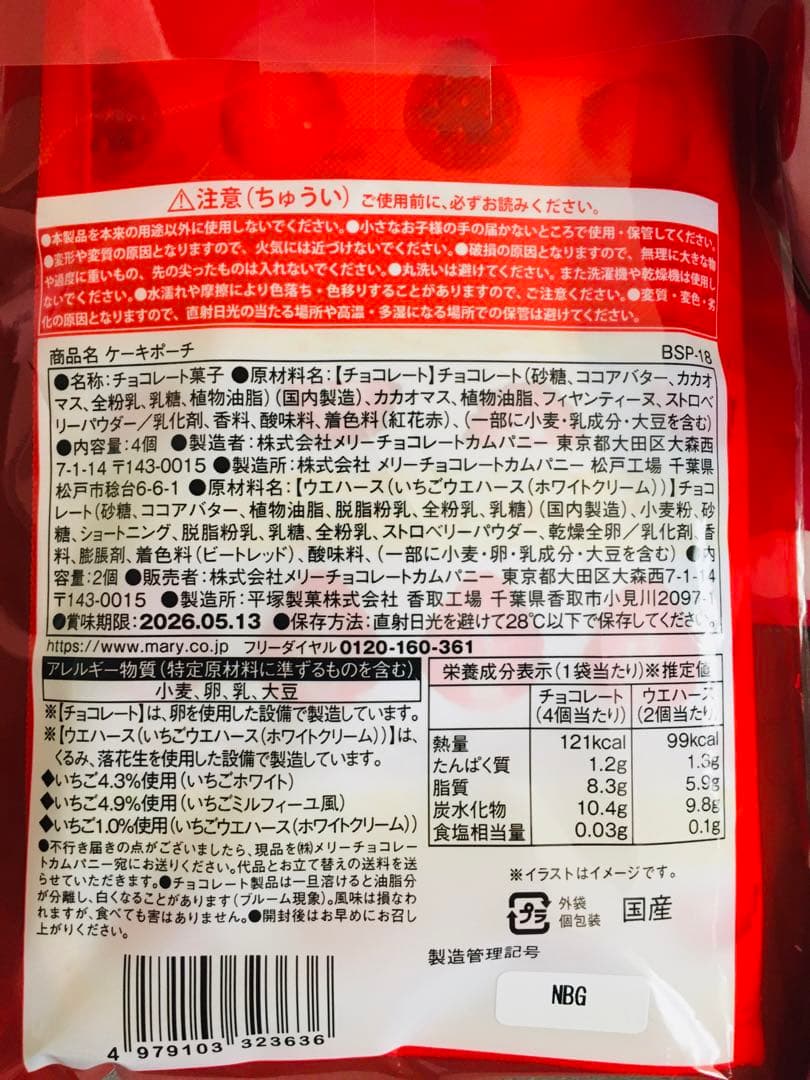 ⚠注意（ちゅうい） ご使用前に、必ずお読みください。
●本製品を本来の用途以外に使用しないでください。●小さなお子様の手の届かないところで使用・保管してください。
●変形や変質の原因となりますので、火気には近づけないでください。●破損の原因となりますので、無理に大きな物
や過度に重いもの、先の尖ったものは入れないでください。●丸洗いは避けてください。また洗濯機や乾燥機は使用し
ないでください。●水濡れや摩擦により色落ち・色移りすることがありますので、ご注意ください。●変質・変色・劣
化の原因となりますので、直射日光の当たる場所や高温・多湿になる場所での保管は避けてください。
商品名 ケーキポーチ BSP-18
●名称：チョコレート菓子 ●原材料名：【チョコレート】チョコレート（砂糖、ココアバター、カカオ
マス、全粉乳、乳糖、植物油脂）（国内製造）、カカオマス、植物油脂、フィヤンティーヌ、ストロベ
リーパウダー／乳化剤、香料、酸味料、着色料（紅花赤）、（一部に小麦・乳成分・大豆を含む）
●内容量：4個 ●製造者：株式会社メリーチョコレートカムパニー 東京都大田区大森西
7-1-14 〒143-0015 ●製造所：株式会社 メリーチョコレートカムパニー 松戸工場 千葉県
松戸市稔台6-6-1 ●原材料名：【ウエハース（いちごウエハース（ホワイトクリーム））】チョコ
レート（砂糖、ココアバター、植物油脂、脱脂粉乳、全粉乳、乳糖）（国内製造）、小麦粉、砂
糖、ショートニング、脱脂粉乳、乳糖、全粉乳、ストロベリーパウダー、乾燥全卵／乳化剤、香
料、膨脹剤、着色料（ビートレッド）、酸味料、（一部に小麦・卵・乳成分・大豆を含む） ●内
容量：2個 ●販売者：株式会社メリーチョコレートカムパニー 東京都大田区大森西7-1-14
〒143-0015 ●製造所：平塚製菓株式会社 香取工場 千葉県香取市小見川2097-1
●賞味期限：2026.05.13 ●保存方法：直射日光を避けて28℃以下で保存してください。
https://www.mary.co.jp フリーダイヤル0120-160-361
アレルギー物質（特定原材料に準ずるものを含む）
小麦、卵、乳、大豆
※【チョコレート】は、卵を使用した設備で製造しています。
※【ウエハース（いちごウエハース（ホワイトクリーム））】は、
くるみ、落花生を使用した設備で製造しています。
◆いちご4.3%使用（いちごホワイト）
◆いちご4.9%使用（いちごミルフィーユ風）
◆いちご1.0%使用（いちごウエハース（ホワイトクリーム））
●不行き届きの点がございましたら、現品を㈱メリーチョコレー
トカムパニー宛にお送りください。代品とお立て替えの送料を送
らせていただきます。●チョコレート製品は一旦溶けると油脂分
が分離し、白くなることがあります（ブルーム現象）。風味は損なわ
れますが、食べても害はありません。●開封後はお早めにお召し
上がりください。
栄養成分表示（1袋当たり）※推定値
チョコレート ウエハース
（4個当たり） （2個当たり）
熱量 121kcal 99kcal
たんぱく質 1.2g 1.3g
脂質 8.3g 5.9g
炭水化物 10.4g 9.8g
食塩相当量 0.03g 0.1g
※イラストはイメージです。
プラ 外袋 国産
個包装
製造管理記号
NBG
4 979103 323636